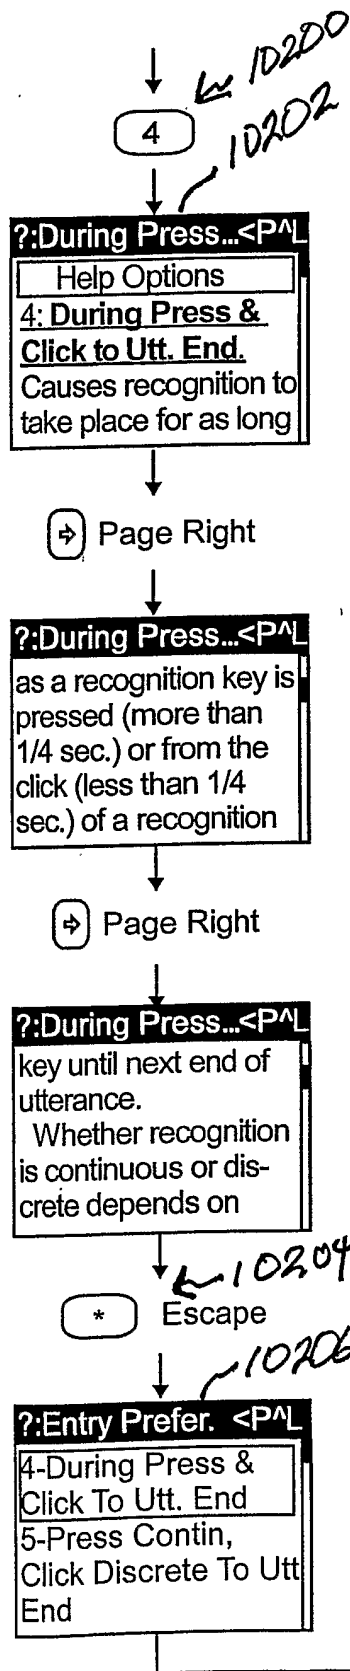 10200
4
10202
?:During Press...<P^L
Help Options
4: During Press &
Click to Utt. End.
Causes recognition to
take place for as long
Page Right
?:During Press...<P^L
as a recognition key is
pressed (more than
1/4 sec.) or from the
click (less than 1/4
sec.) of a recognition
Page Right
?:During Press...<P^L
key until next end of
utterance.
Whether recognition
is continuous or dis-
crete depends on
10204
* Escape
10206
?:Entry Prefer. <P^L
4-During Press &
Click To Utt. End
5-Press Contin,
Click Discrete To Utt
End